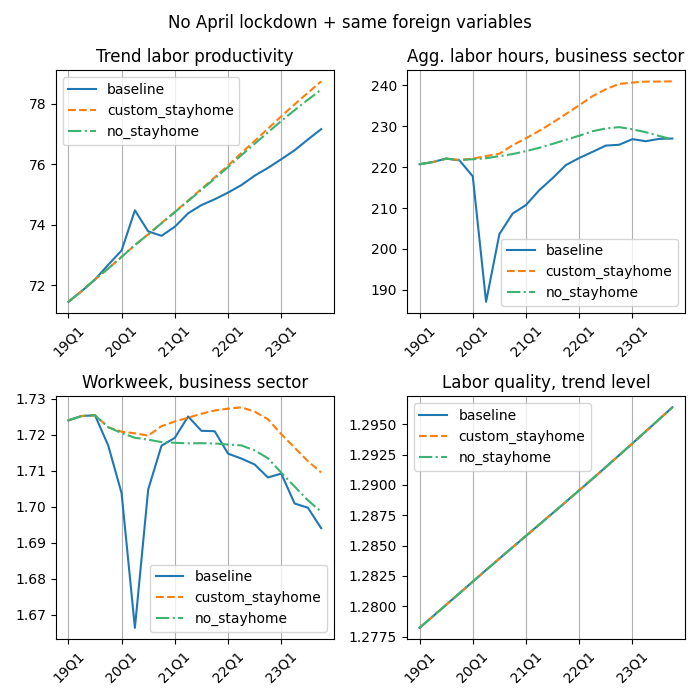 No April lockdown + same foreign variables
Trend labor productivity
baseline
custom_stayhome
no_stayhome
78
76
74
72
19Q1
20Q1
21Q1
22Q1
23Q1
Agg. labor hours, business sector
240
230
220
210
200
190
baseline
custom_stayhome
no_stayhome
19Q1
20Q1
21Q1
22Q1
23Q1
Workweek, business sector
1.73
1.72
1.71
1.70
1.69
1.68
1.67
baseline
custom_stayhome
no_stayhome
19Q1
20Q1
21Q1
22Q1
23Q1
Labor quality, trend level
baseline
custom_stayhome
no_stayhome
1.2950
1.2925
1.2900
1.2875
1.2850
1.2825
1.2800
1.2775
19Q1
20Q1
21Q1
22Q1
23Q1